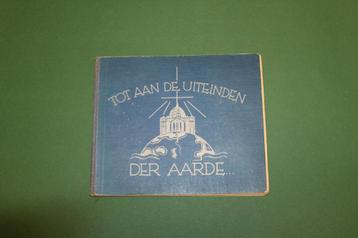 TOT AAN DE UITEINDEN
DER AARDE...